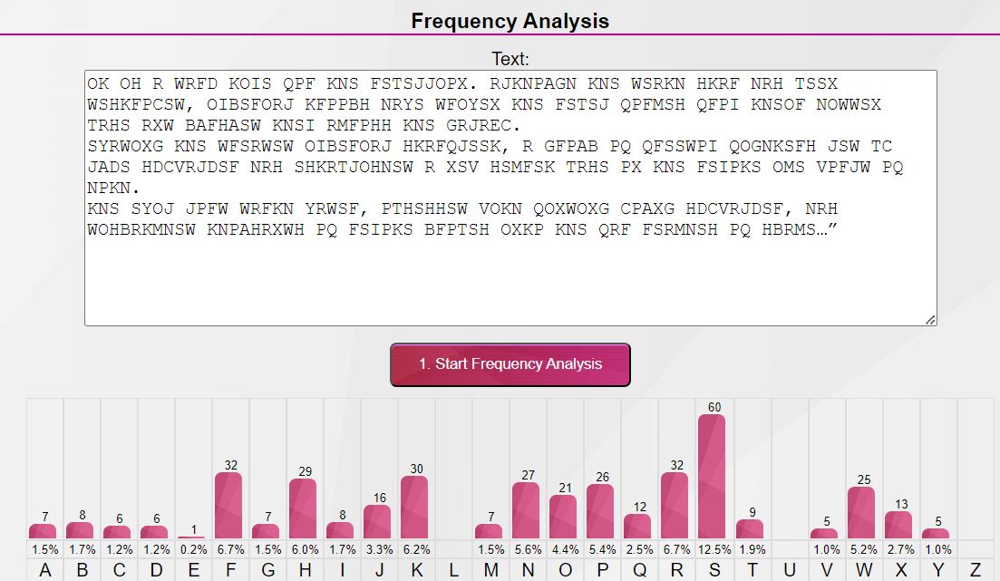 Frequency Analysis
Text:
OK OH R WRFD KOIS QPF KNS FSTSJJOPX. RJKNPAGN KNS WSRKN HKRF NRH TSSX
WSHKFPCSW, OIBSFORJ KFPPBH NRYS WFOYSX KNS FSTSJ QPFMSH QFPI KNSOF NOWWSX
TRHS RXW BAFHASW KNSI RMFPHH KNS GRJREC.
SYRWOXG KNS WFSRWSW OIBSFORJ HKRFQJSSK, R GFPAB PQ QFSSWPI QOGNKSFH JSW TC
JADS HDCVRJDSF NRH SHKRTJOHNSW R XSV HSMFSK TRHS PX KNS FSIPKS OMS VPFJW PQ
NPKN.
KNS SYOJ JPFW WRFKN YRWSF, PTHSHHSW VOKN QOXWOXG CPAXG HDCVRJDSF, NRH
WOHBRKMNSW KNPAHRXWH PQ FSIPKS BFPTSH OXKP KNS QRF FSRMNSH PQ HBRMS…”
1. Start Frequency Analysis
7 8 6 6 1 32 7 29 8 16 30 7 27 21 26 12 32 60 9 5 25 13 5
1.5% 1.7% 1.2% 1.2% 0.2% 6.7% 1.5% 6.0% 1.7% 3.3% 6.2% 1.5% 5.6% 4.4% 5.4% 2.5% 6.7% 12.5% 1.9% 1.0% 5.2% 2.7% 1.0%
A B C D E F G H I J K L M N O P Q R S T U V W X Y Z